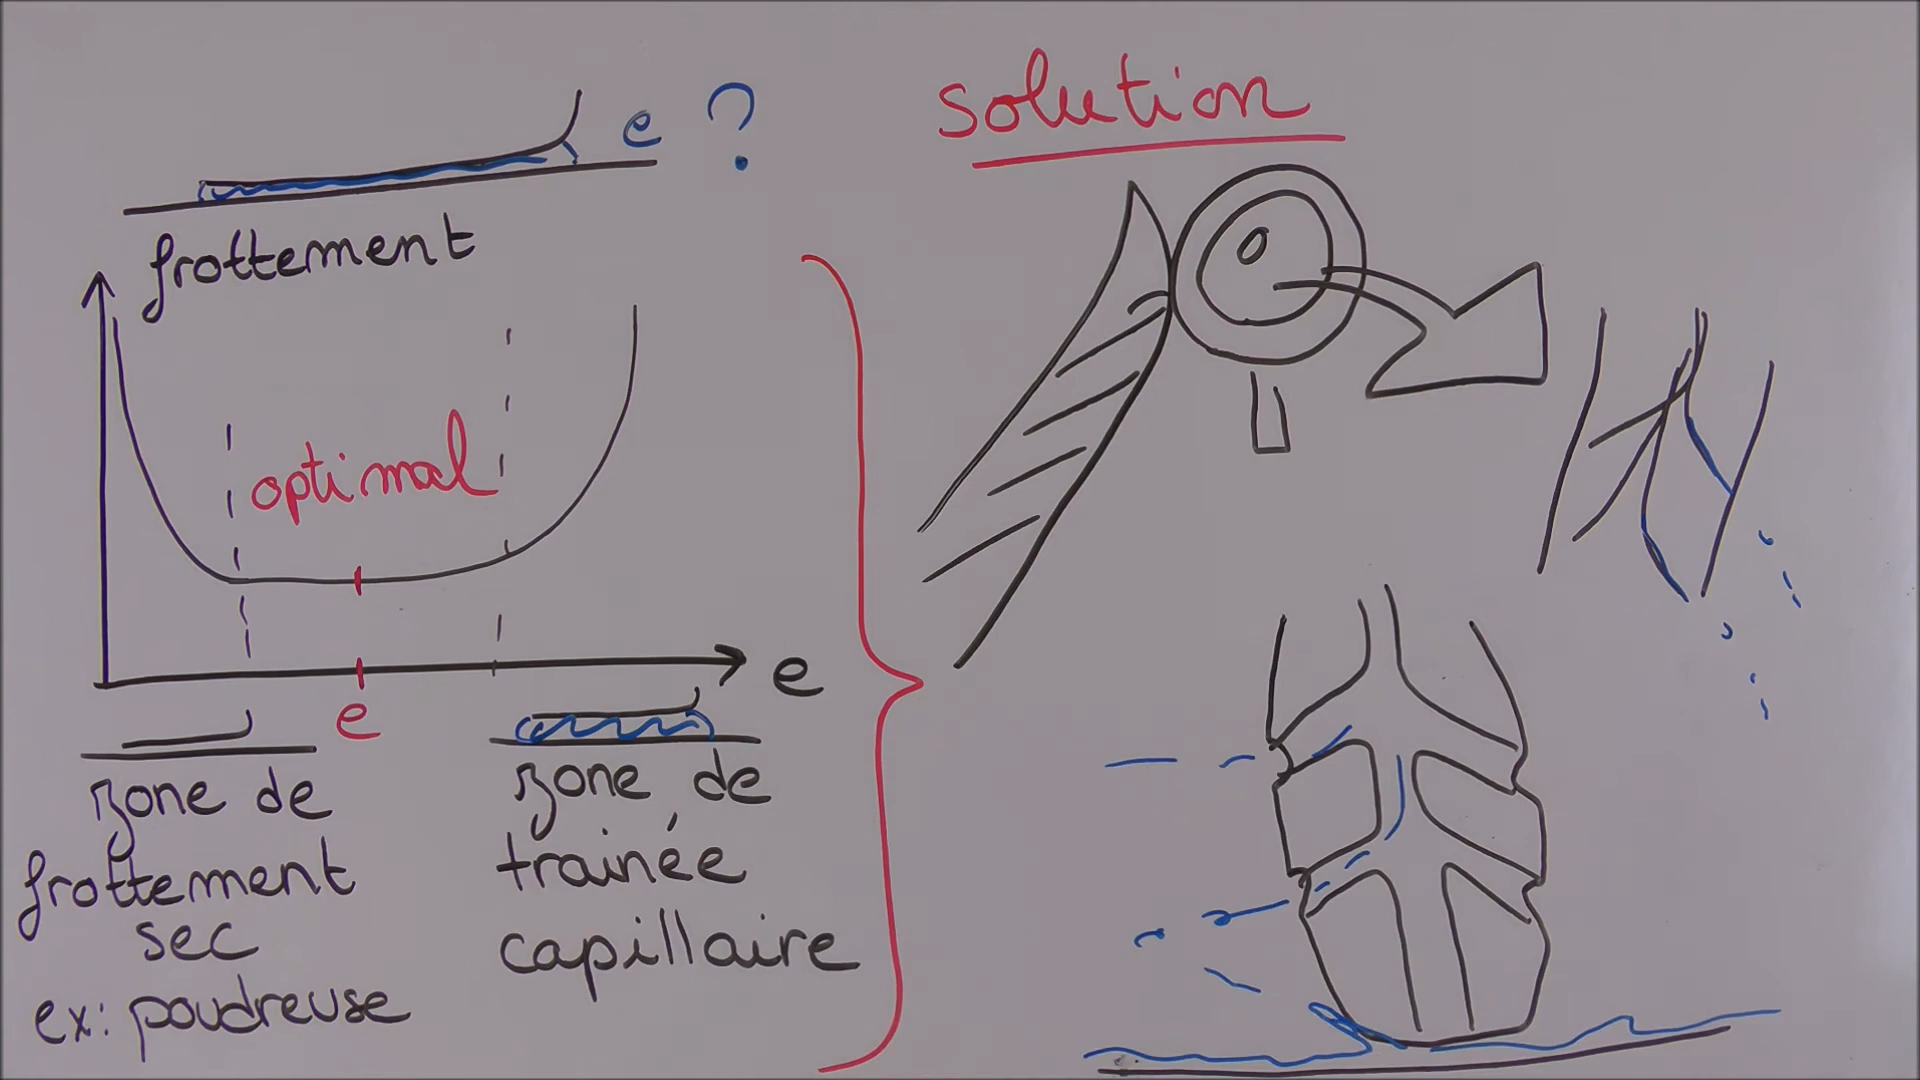 e ?
solution
frottement
optimal
e
e
zone de
frottement
sec
ex: poudreuse
zone de
trainée
capillaire